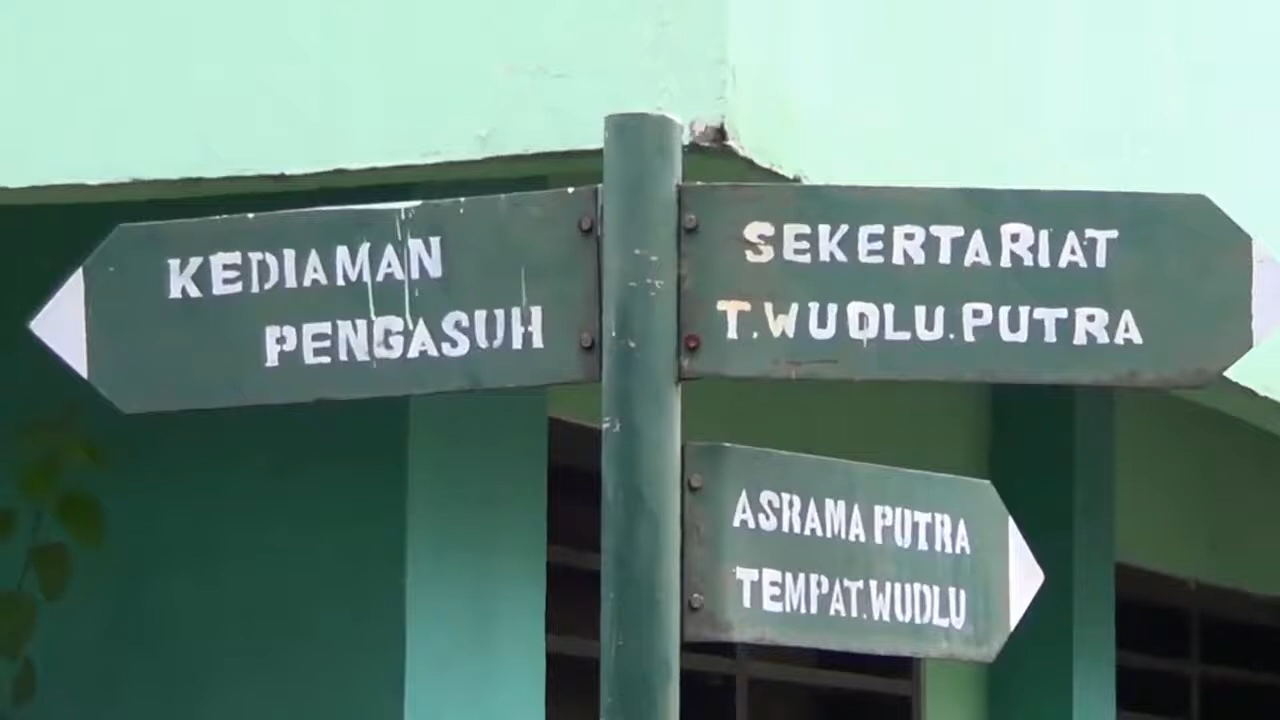 KEDIAMAN
PENGASUH
SEKERTARIAT
T.WUDLU.PUTRA
ASRAMA PUTRA
TEMPAT.WUDLU